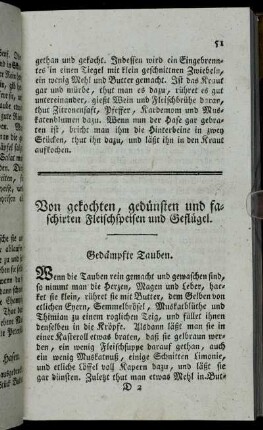 51
gethan und gekocht. Indessen wird ein Eingebrenn-
tes in einen Tiegel mit klein geschnittnen Zwiebeln,
ein wenig Mehl und Butter gemacht. Ist das Kraut
gar und mürbe, thut man es dazu, rühret es gut
untereinander, gießt Wein und Fleischbrühe daran,
thut Zitronensaft, Pfeffer, Kardemom und Mus-
katenblumen dazu. Wenn nun der Hase gar gebra-
ten ist, bricht man ihm die Hinterbeine in zwey
Stücken, that ihn dazu, und läßt ihn in den Kraut
aufkochen.
Von gekochten, gedünsten und fa-
schirten Fleischspeisen und Geflügel.
Gedämpfte Tauben.
Wenn die Tauben rein gemacht und gewaschen sind,
so nimmt man die Herzen, Magen und Leber, hac-
ket sie klein, rühret sie mit Butter, dem Gelben von
etlichen Eyern, Semmelbrösel, Muskatblüthe und
Thimian zu einem doglichen Teig, und füllet ihnen
denselben in die Kröpfe. Alsdann läßt man sie in
einer Kasseroll etwas braten, daß sie gelbraun wer-
den, ein wenig Fleischsuppe darauf gethan, auch
ein wenig Muskatnuß, einige Schnitten Limonie,
und etliche Löffel voll Kapern dazu, und läßt sie
gar dünsten. Zuletzt that man etwas Mehl in But-
D 2